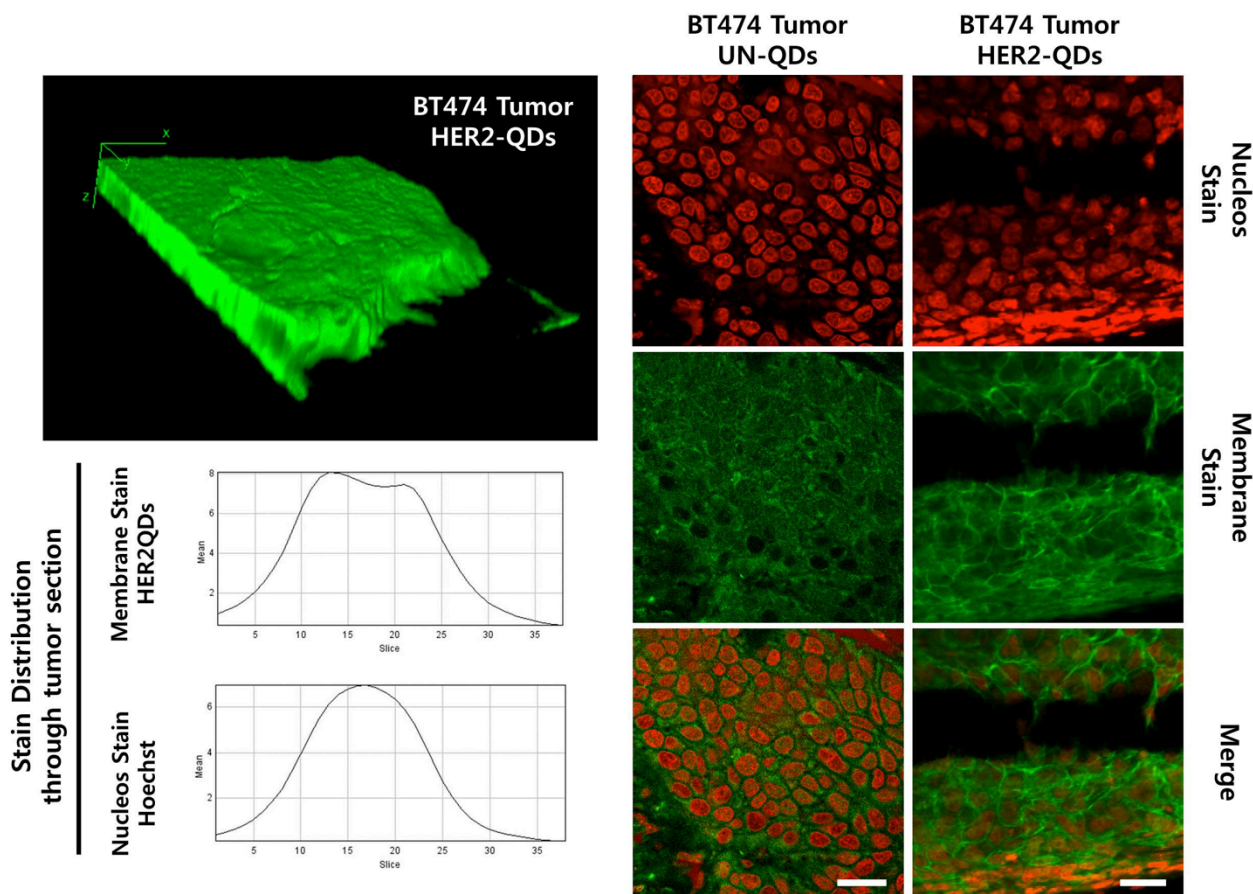 BT474 Tumor
UN-QDs
BT474 Tumor
HER2-QDs
BT474 Tumor
HER2-QDs
x
y
z
Nucleos
Stain
Membrane
Stain
Merge
Stain Distribution
through tumor section
Membrane Stain
HER2QDs
Mean
8
6
4
2
5 10 15 20 25 30 35
Slice
Nucleos Stain
Hoechst
Mean
6
4
2
5 10 15 20 25 30 35
Slice